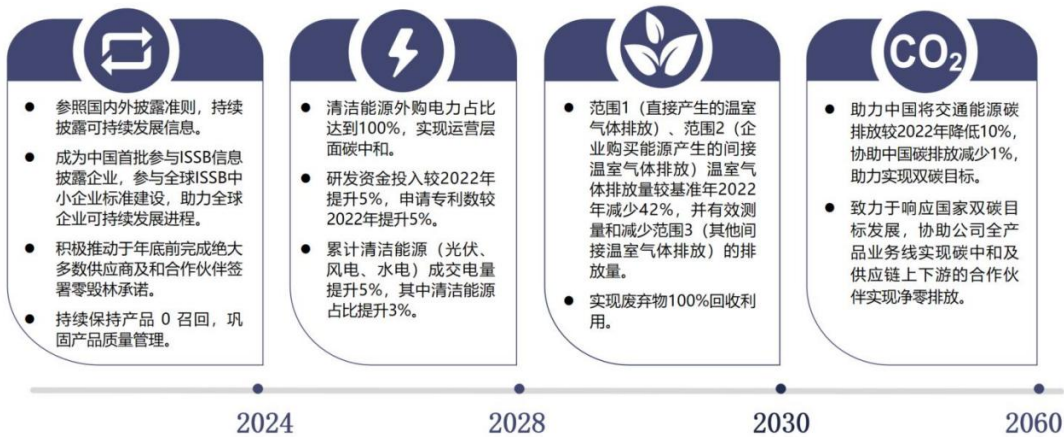 参照国内外披露准则，持续
披露可持续发展信息。
成为中国首批参与ISSB信息
披露企业，参与全球ISSB中
小企业标准建设，助力全球
企业可持续发展进程。
积极推动于年底前完成绝大
多数供应商及和合作伙伴签
署零毁林承诺。
持续保持产品 0 召回，巩
固产品质量管理。
清洁能源外购电力占比
达到100%，实现运营层
面碳中和。
研发资金投入较2022年
提升5%，申请专利数较
2022年提升5%。
累计清洁能源（光伏、
风电、水电）成交电量
提升5%，其中清洁能源
占比提升3%。
范围1（直接产生的温室
气体排放）、范围2（企
业购买能源产生的间接
温室气体排放）温室气
体排放量较基准年2022
年减少42%，并有效测
量和减少范围3（其他间
接温室气体排放）的排
放量。
实现废弃物100%回收利
用。
CO₂
助力中国将交通能源碳
排放较2022年降低10%，
协助中国碳排放减少1%，
助力实现双碳目标。
致力于响应国家双碳目
标发展，协助公司全产
品业务线实现碳中和及
供应链上下游的合作伙
伴实现净零排放。
2024
2028
2030
2060